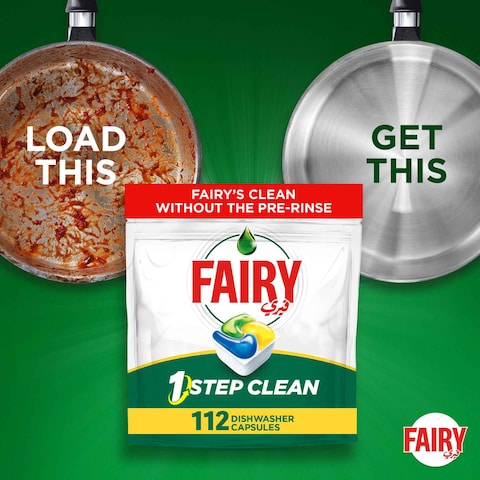 LOAD
THIS
GET
THIS
FAIRY'S CLEAN
WITHOUT THE PRE-RINSE
FAIRY
فيري
1 STEP CLEAN
112 DISHWASHER
CAPSULES
FAIRY
فيري